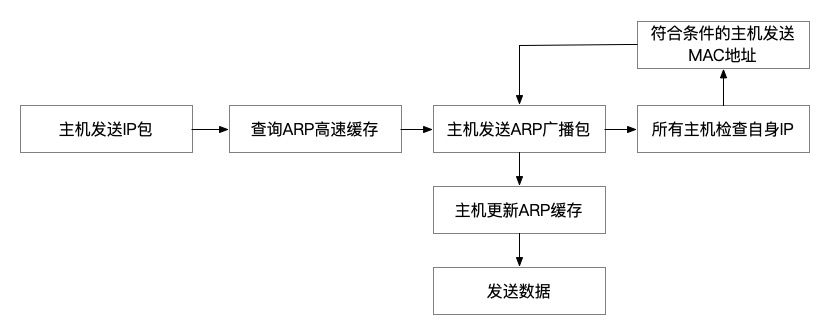 符合条件的主机发送
MAC地址
主机发送IP包
查询ARP高速缓存
主机发送ARP广播包
所有主机检查自身IP
主机更新ARP缓存
发送数据